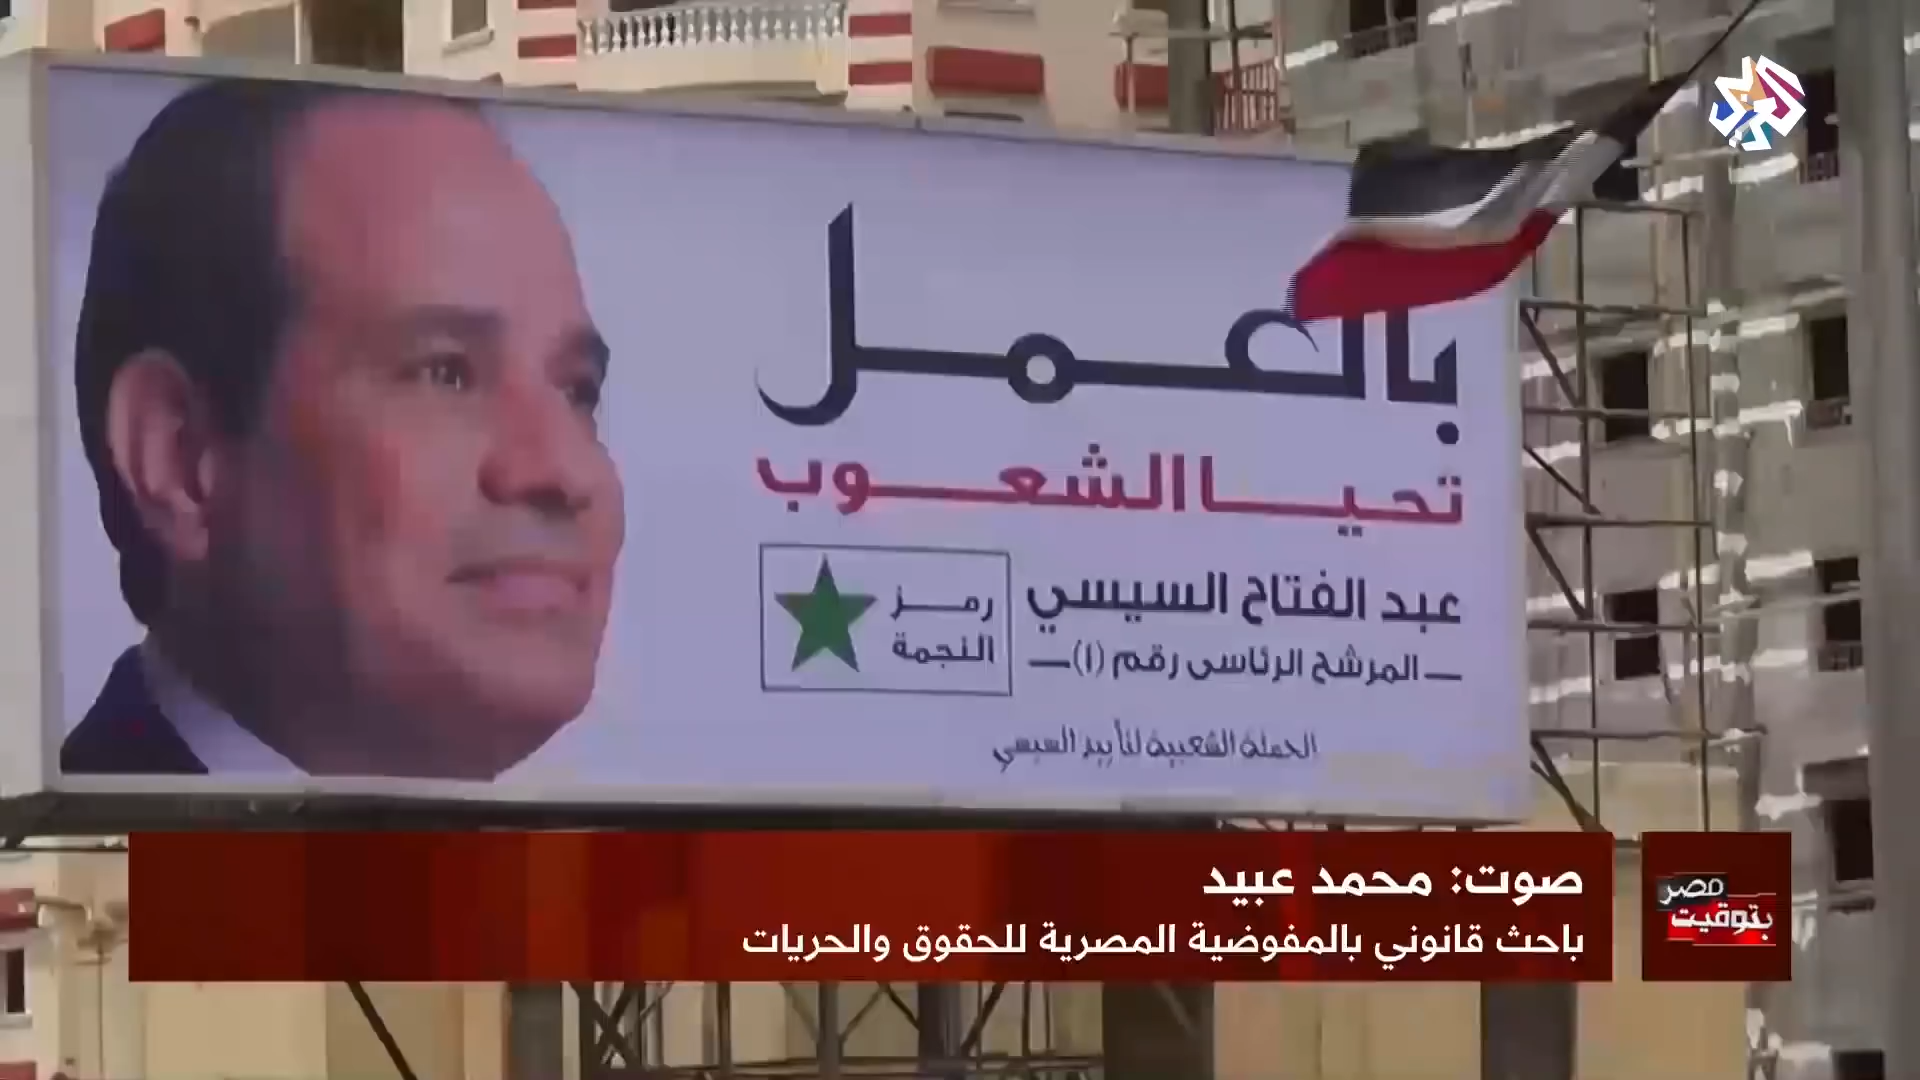 العربي
بالعمل
تحيا الشعوب
عبد الفتاح السيسي
المرشح الرئاسى رقم (١)
رمز
النجمة
الحملة الشعبية لتأييد السيسي
صوت: محمد عبيد
باحث قانوني بالمفوضية المصرية للحقوق والحريات
بتوقيت مصر